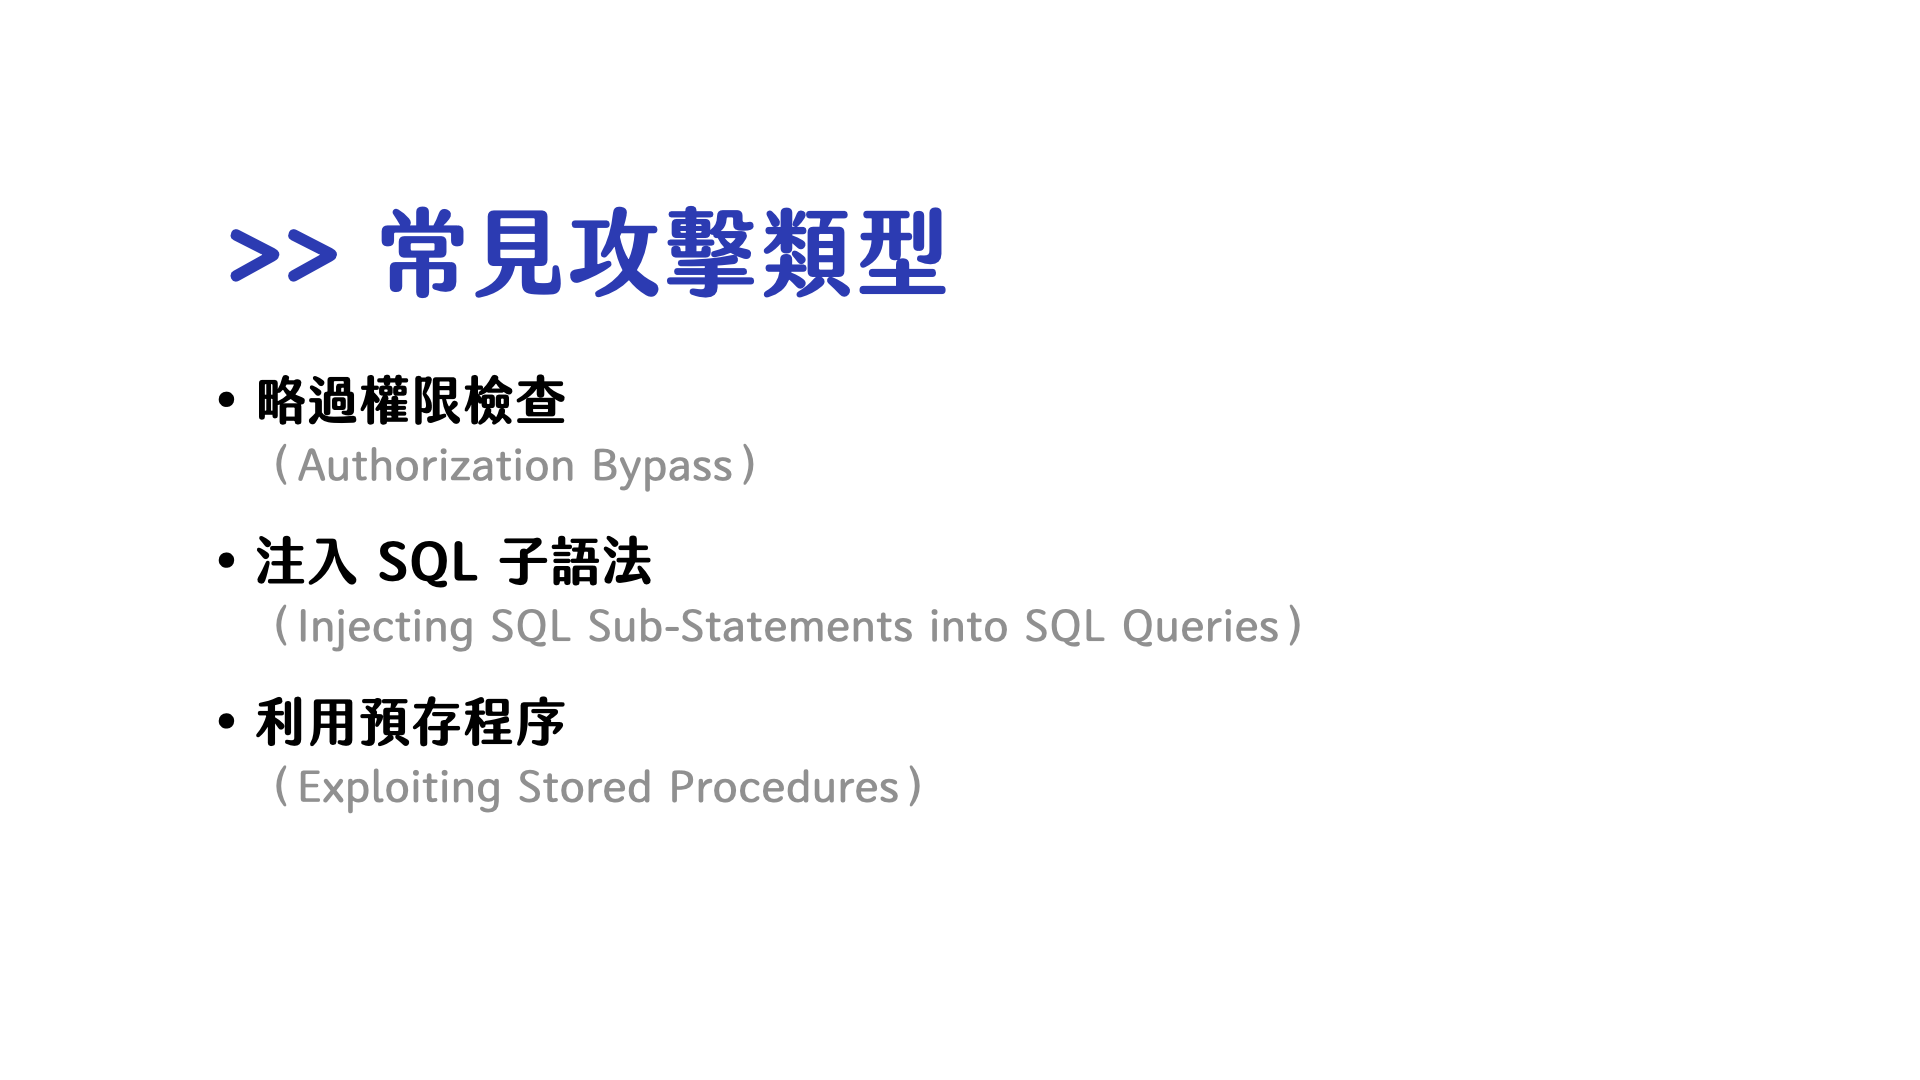 >> 常見攻擊類型
• 略過權限檢查
（Authorization Bypass）
• 注入 SQL 子語法
（Injecting SQL Sub-Statements into SQL Queries）
• 利用預存程序
（Exploiting Stored Procedures）